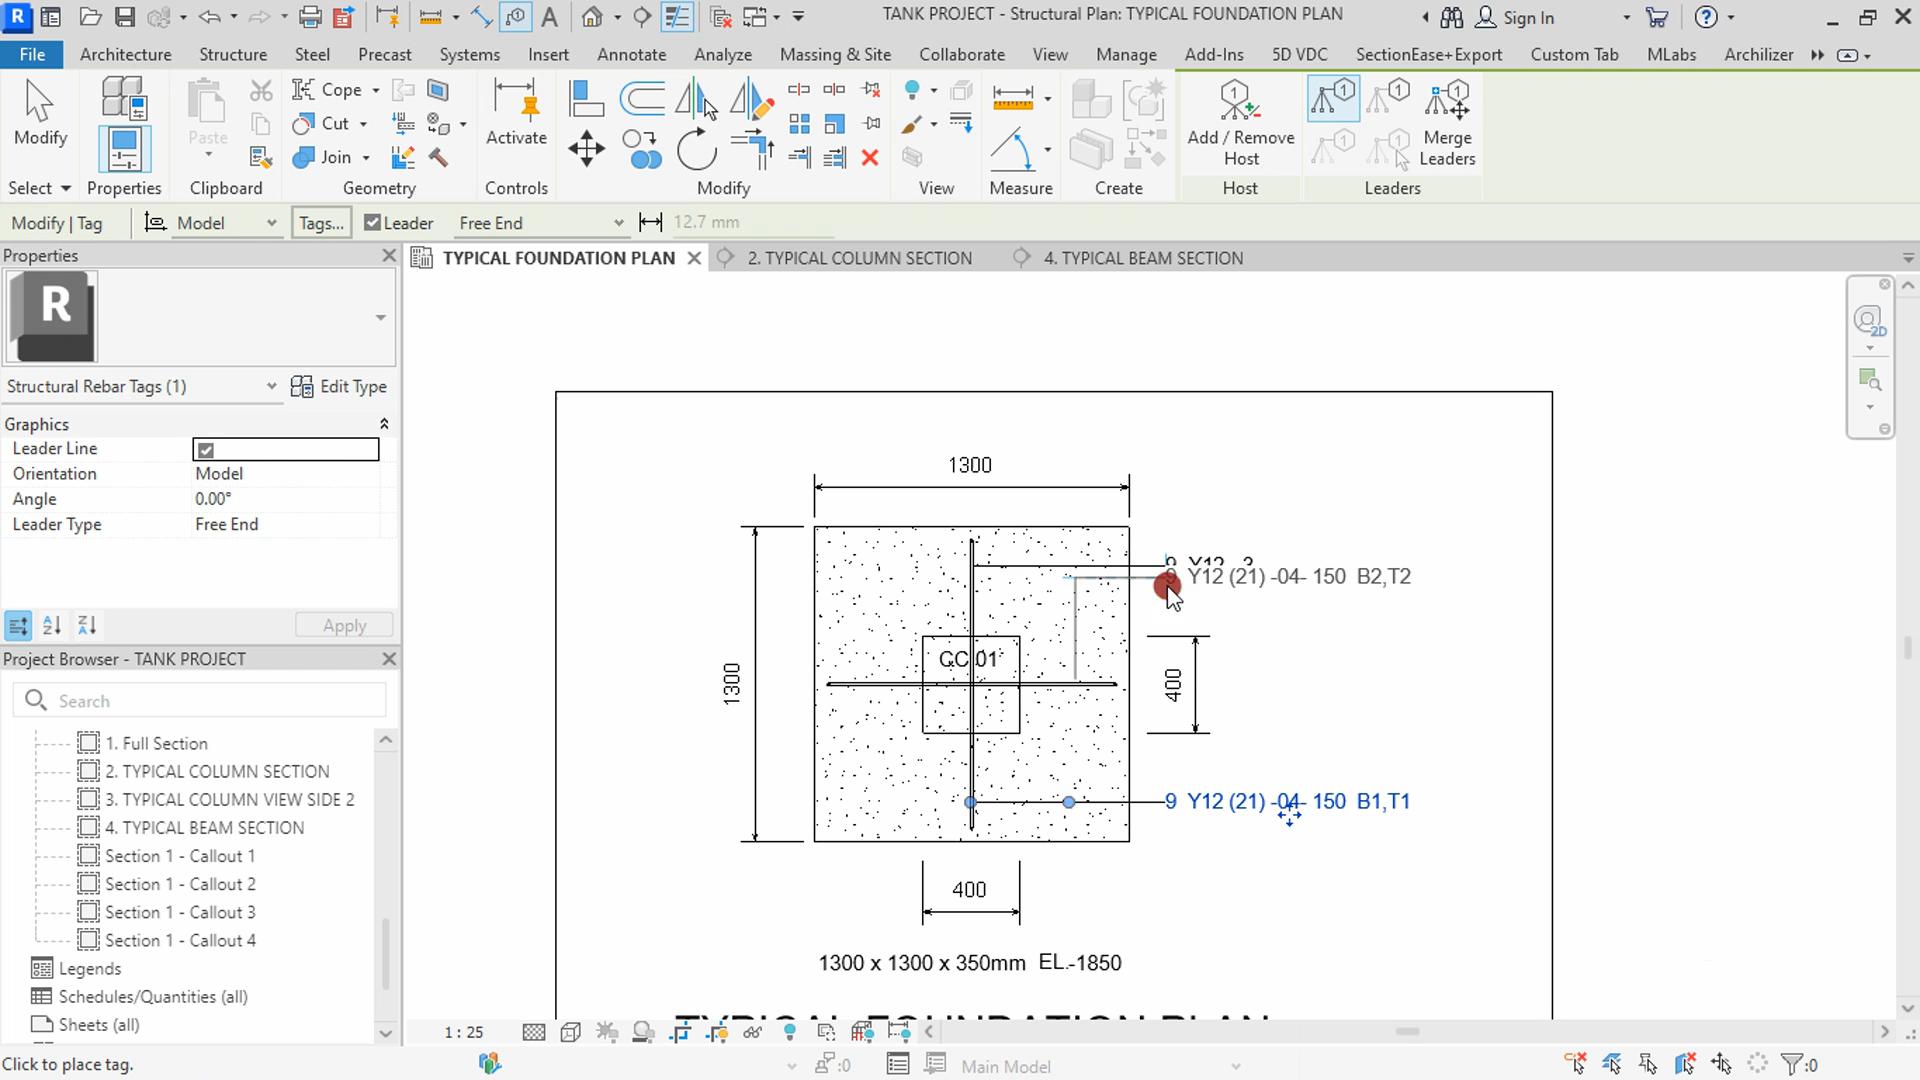 TANK PROJECT - Structural Plan: TYPICAL FOUNDATION PLAN
Sign In
File
Architecture
Structure
Steel
Precast
Systems
Insert
Annotate
Analyze
Massing & Site
Collaborate
View
Manage
Add-Ins
5D VDC
SectionEase+Export
Custom Tab
MLabs
Archilizer
Modify
Paste
Cope
Cut
Join
Activate
Add / Remove
Host
Merge
Leaders
Select
Properties
Clipboard
Geometry
Controls
Modify
View
Measure
Create
Host
Leaders
Modify | Tag
Model
Tags...
Leader
Free End
12.7 mm
Properties
TYPICAL FOUNDATION PLAN
2. TYPICAL COLUMN SECTION
4. TYPICAL BEAM SECTION
R
Structural Rebar Tags (1)
Edit Type
Graphics
Leader Line
Orientation Model
Angle 0.00°
Leader Type Free End
Apply
Project Browser - TANK PROJECT
Search
1. Full Section
2. TYPICAL COLUMN SECTION
3. TYPICAL COLUMN VIEW SIDE 2
4. TYPICAL BEAM SECTION
Section 1 - Callout 1
Section 1 - Callout 2
Section 1 - Callout 3
Section 1 - Callout 4
Legends
Schedules/Quantities (all)
Sheets (all)
1300
Y12 (21) -04- 150 B2,T2
1300
CC 01
400
9 Y12 (21) -04- 150 B1,T1
400
1300 x 1300 x 350mm EL.-1850
TYPICAL FOUNDATION PLAN
1 : 25
Click to place tag.
:0
Main Model
:0
2D